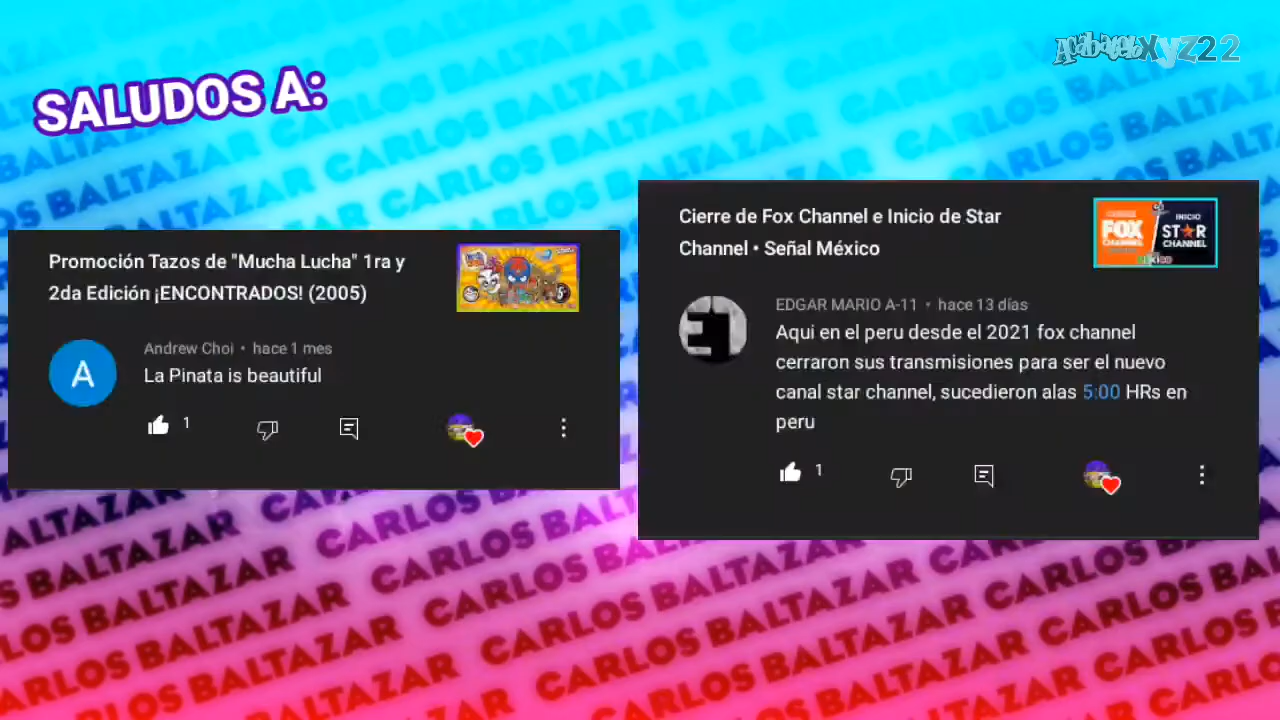 AcabarelxXyz22
SALUDOS A:
Promoción Tazos de "Mucha Lucha" 1ra y
2da Edición ¡ENCONTRADOS! (2005)
A
Andrew Choi • hace 1 mes
La Pinata is beautiful
1
Cierre de Fox Channel e Inicio de Star
Channel • Señal México
FOX
CHANNEL
INICIO
STAR
CHANNEL
México
EDGAR MARIO A-11 • hace 13 días
Aqui en el peru desde el 2021 fox channel
cerraron sus transmisiones para ser el nuevo
canal star channel, sucedieron alas 5:00 HRs en
peru
1
CARLOS BALTAZAR